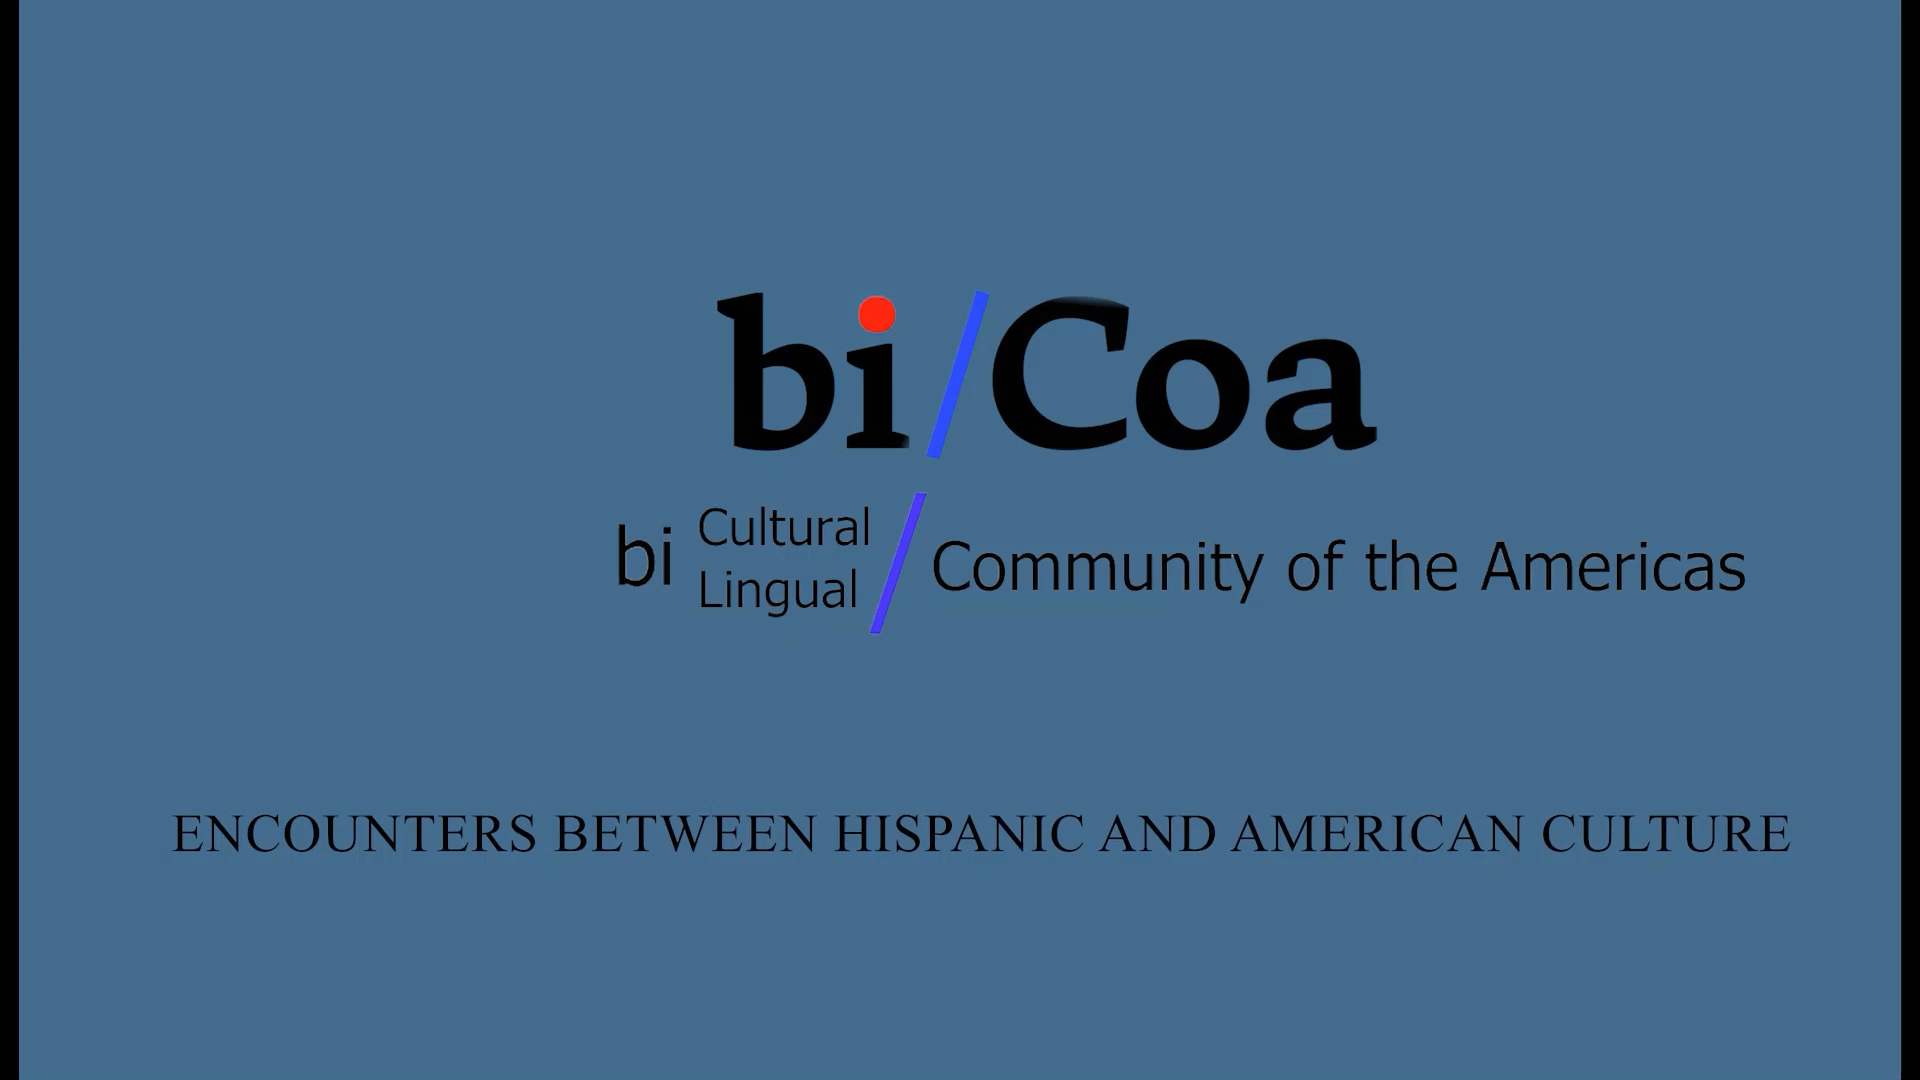 bi/Coa
bi Cultural Lingual / Community of the Americas
ENCOUNTERS BETWEEN HISPANIC AND AMERICAN CULTURE